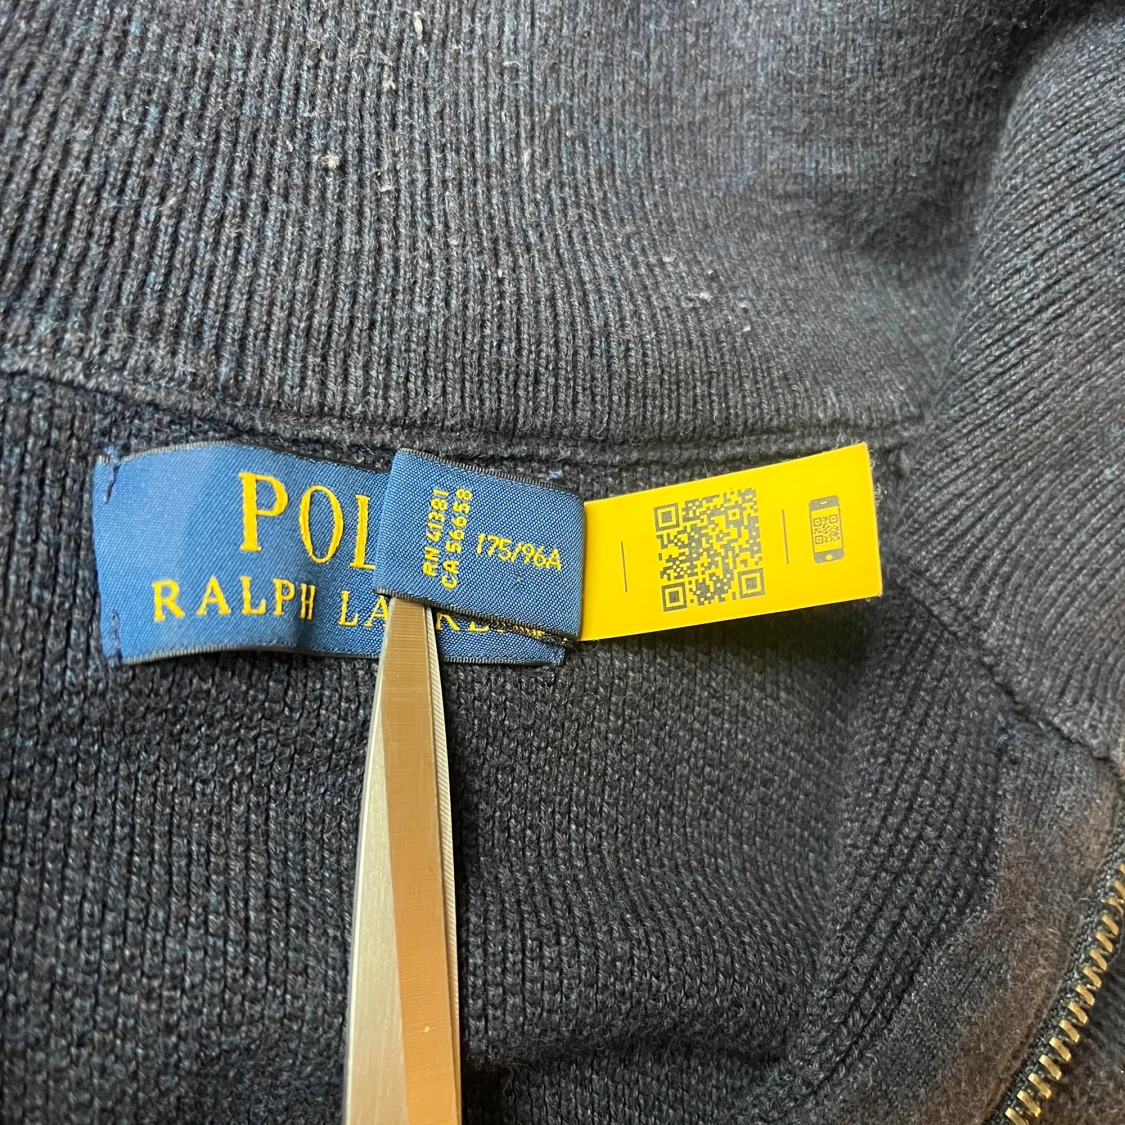 POL
RALPH LA
RN 41381
CA 56658
175/96A